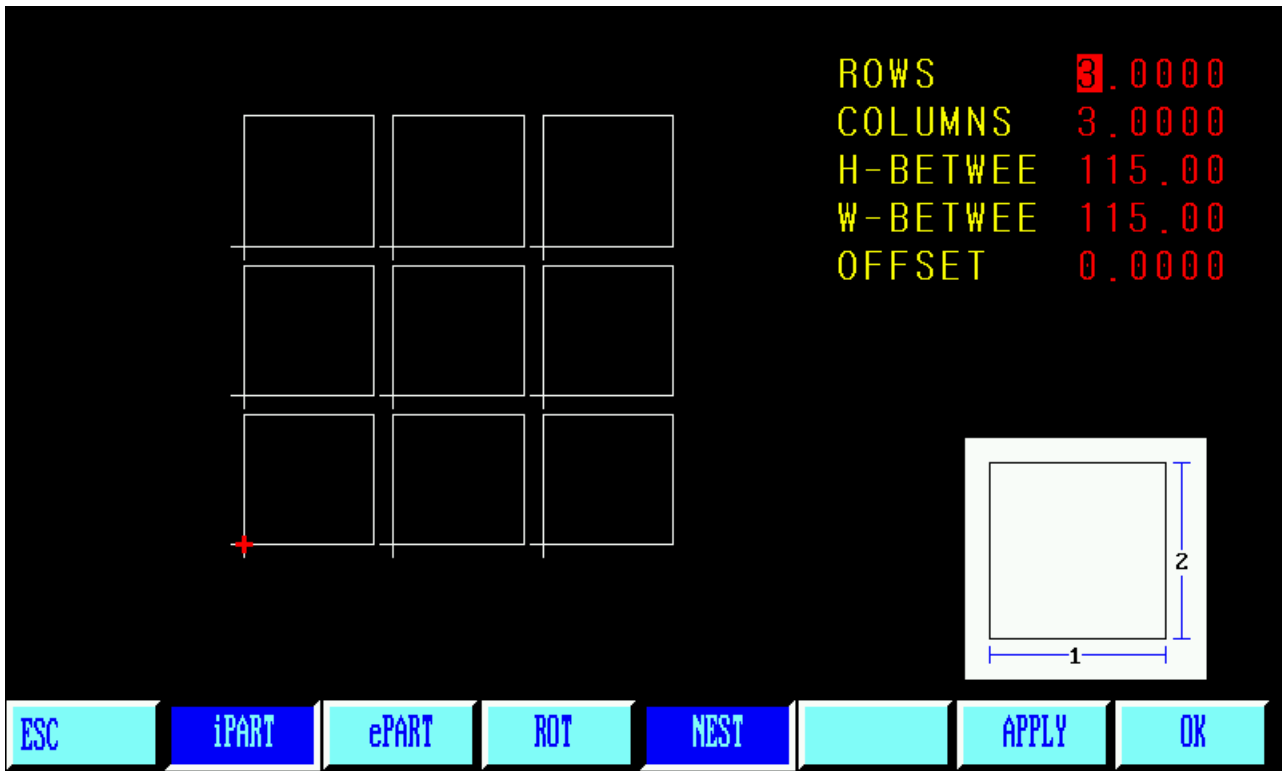 ROWS 3.0000
COLUMNS 3.0000
H-BETWEE 115.00
W-BETWEE 115.00
OFFSET 0.0000
2
1
ESC iPART ePART ROT NEST APPLY OK